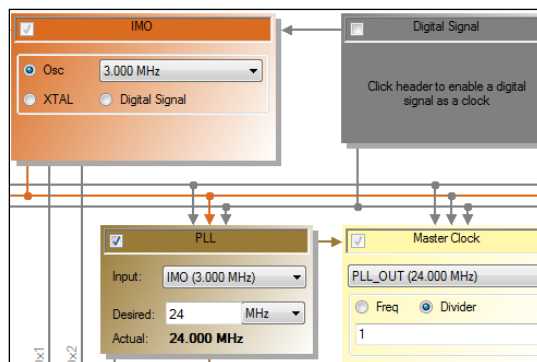 IMO
Osc
3.000 MHz
XTAL
Digital Signal
Digital Signal
Click header to enable a digital
signal as a clock
PLL
Input:
IMO (3.000 MHz)
Desired:
24
MHz
Actual:
24.000 MHz
Master Clock
PLL_OUT (24.000 MHz)
Freq
Divider
1